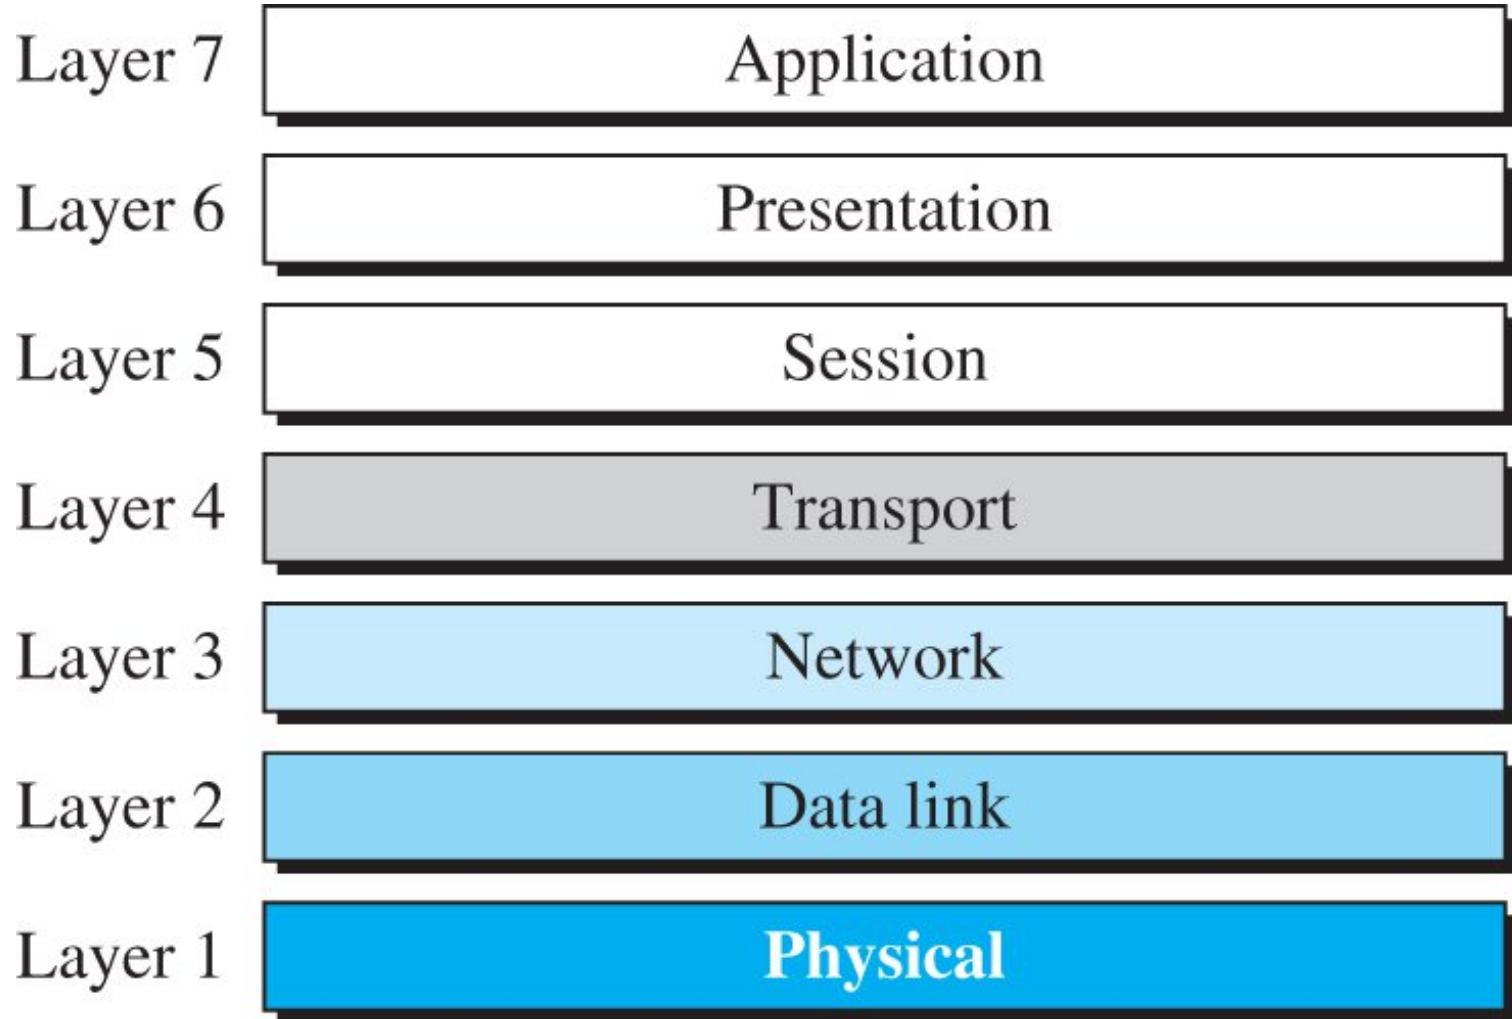 Layer 7 Application
Layer 6 Presentation
Layer 5 Session
Layer 4 Transport
Layer 3 Network
Layer 2 Data link
Layer 1 Physical